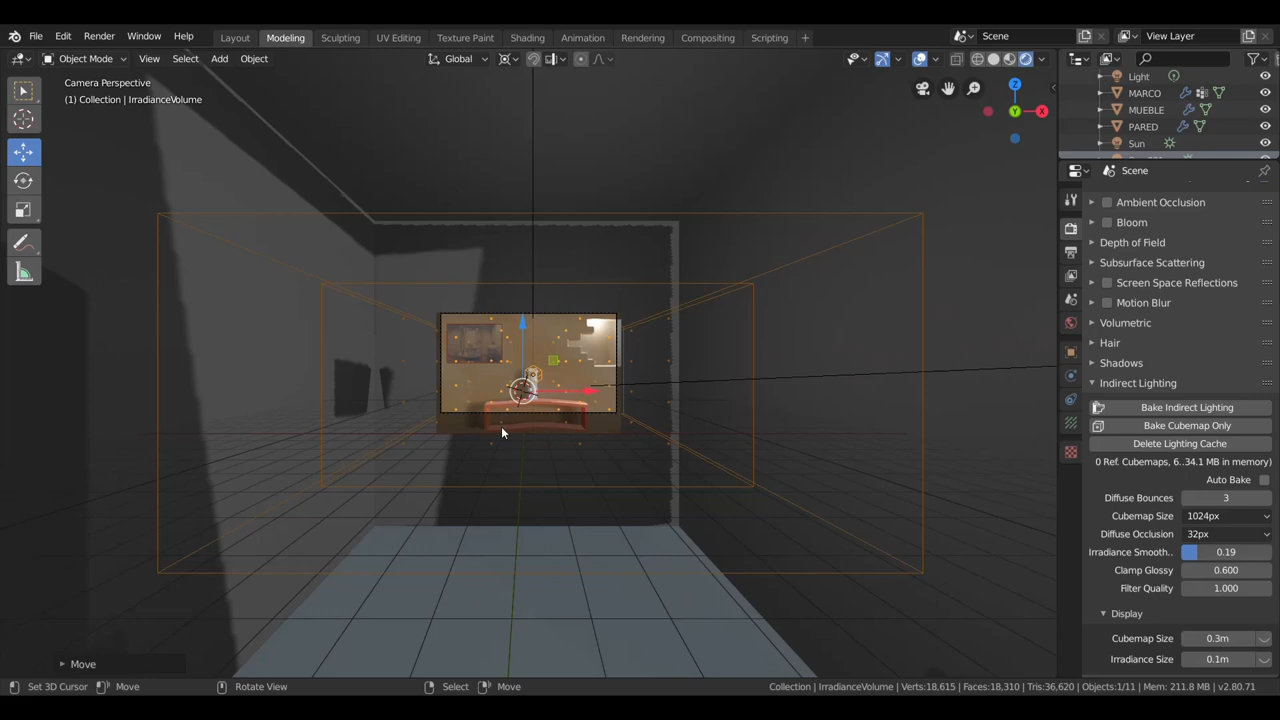 File Edit Render Window Help Layout Modeling Sculpting UV Editing Texture Paint Shading Animation Rendering Compositing Scripting + Scene View Layer
Object Mode View Select Add Object Global
Camera Perspective
(1) Collection | IrradianceVolume
Z
Y
X
Light
MARCO
MUEBLE
PARED
Sun
Scene
Ambient Occlusion
Bloom
Depth of Field
Subsurface Scattering
Screen Space Reflections
Motion Blur
Volumetric
Hair
Shadows
Indirect Lighting
Bake Indirect Lighting
Bake Cubemap Only
Delete Lighting Cache
0 Ref. Cubemaps, 6..34.1 MB in memory)
Auto Bake
Diffuse Bounces 3
Cubemap Size 1024px
Diffuse Occlusion 32px
Irradiance Smooth.. 0.19
Clamp Glossy 0.600
Filter Quality 1.000
Display
Cubemap Size 0.3m
Irradiance Size 0.1m
Move
Set 3D Cursor Move Rotate View Select Move Collection | IrradianceVolume | Verts:18,615 | Faces:18,310 | Tris:36,620 | Objects:1/11 | Mem: 211.8 MB | v2.80.71